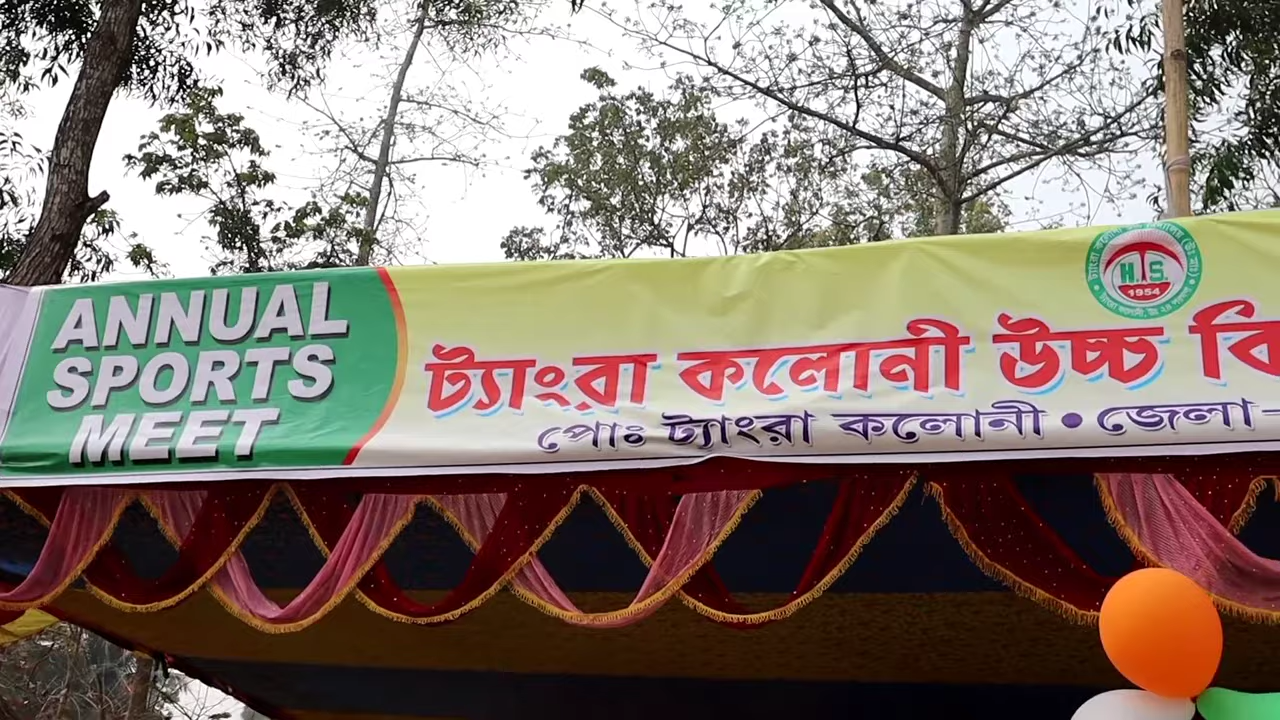 ANNUAL
SPORTS
MEET
ট্যাংরা কলোনী উচ্চ বি
পোঃ ট্যাংরা কলোনী • জেলা-
H.S.
1954